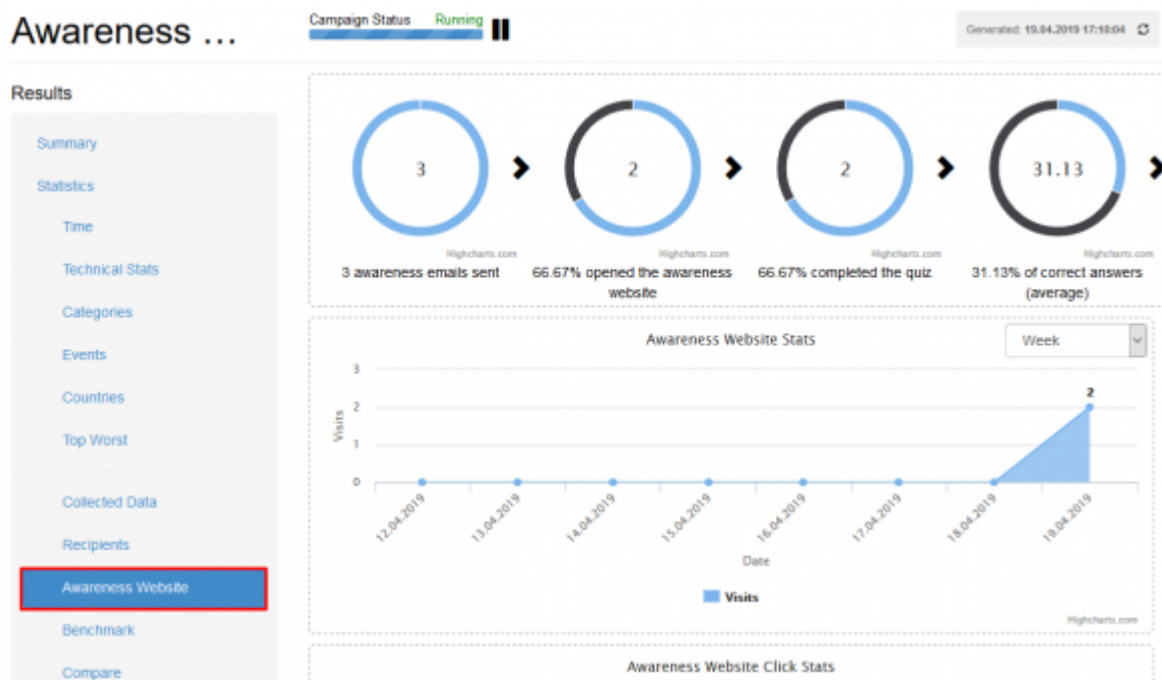 Awareness ...
Campaign Status Running
Generated: 19.04.2019 17:18:04
Results
Summary
Statistics
Time
Technical Stats
Categories
Events
Countries
Top Worst
Collected Data
Recipients
Awareness Website
Benchmark
Compare
3
Highcharts.com
3 awareness emails sent
2
Highcharts.com
66.67% opened the awareness
website
2
Highcharts.com
66.67% completed the quiz
31.13
Highcharts.com
31.13% of correct answers
(average)
Awareness Website Stats
Week
Visits
3
2
1
0
2
12.04.2019
13.04.2019
14.04.2019
15.04.2019
16.04.2019
17.04.2019
18.04.2019
19.04.2019
Date
Visits
Highcharts.com
Awareness Website Click Stats